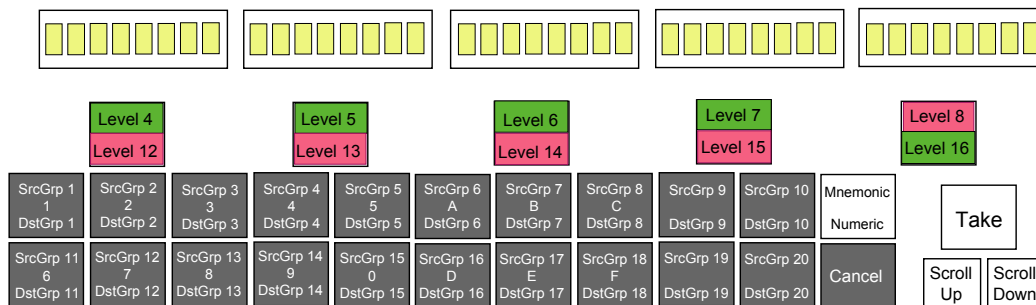 Level 4 Level 5 Level 6 Level 7 Level 8
Level 12 Level 13 Level 14 Level 15 Level 16
SrcGrp 1 SrcGrp 2 SrcGrp 3 SrcGrp 4 SrcGrp 5 SrcGrp 6 SrcGrp 7 SrcGrp 8 SrcGrp 9 SrcGrp 10 Mnemonic
1 2 3 4 5 A B C
DstGrp 1 DstGrp 2 DstGrp 3 DstGrp 4 DstGrp 5 DstGrp 6 DstGrp 7 DstGrp 8 DstGrp 9 DstGrp 10 Numeric
Take
SrcGrp 11 SrcGrp 12 SrcGrp 13 SrcGrp 14 SrcGrp 15 SrcGrp 16 SrcGrp 17 SrcGrp 18 SrcGrp 19 SrcGrp 20
6 7 8 9 0 D E F Cancel
DstGrp 11 DstGrp 12 DstGrp 13 DstGrp 14 DstGrp 15 DstGrp 16 DstGrp 17 DstGrp 18 DstGrp 19 DstGrp 20
Scroll Scroll
Up Down